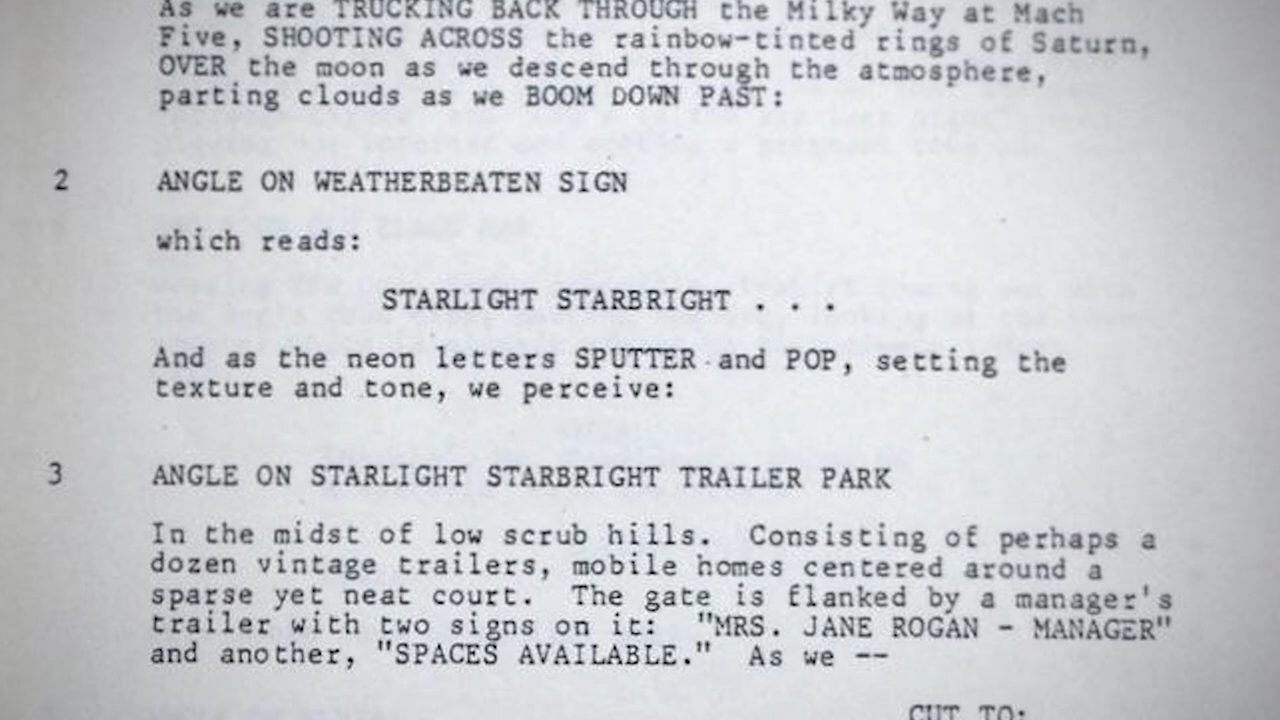 As we are TRUCKING BACK THROUGH the Milky Way at Mach
Five, SHOOTING ACROSS the rainbow-tinted rings of Saturn,
OVER the moon as we descend through the atmosphere,
parting clouds as we BOOM DOWN PAST:
2 ANGLE ON WEATHERBEATEN SIGN
which reads:
STARLIGHT STARBRIGHT . . .
And as the neon letters SPUTTER and POP, setting the
texture and tone, we perceive:
3 ANGLE ON STARLIGHT STARBRIGHT TRAILER PARK
In the midst of low scrub hills. Consisting of perhaps a
dozen vintage trailers, mobile homes centered around a
sparse yet neat court. The gate is flanked by a manager's
trailer with two signs on it: "MRS. JANE ROGAN - MANAGER"
and another, "SPACES AVAILABLE." As we --
CUT TO: